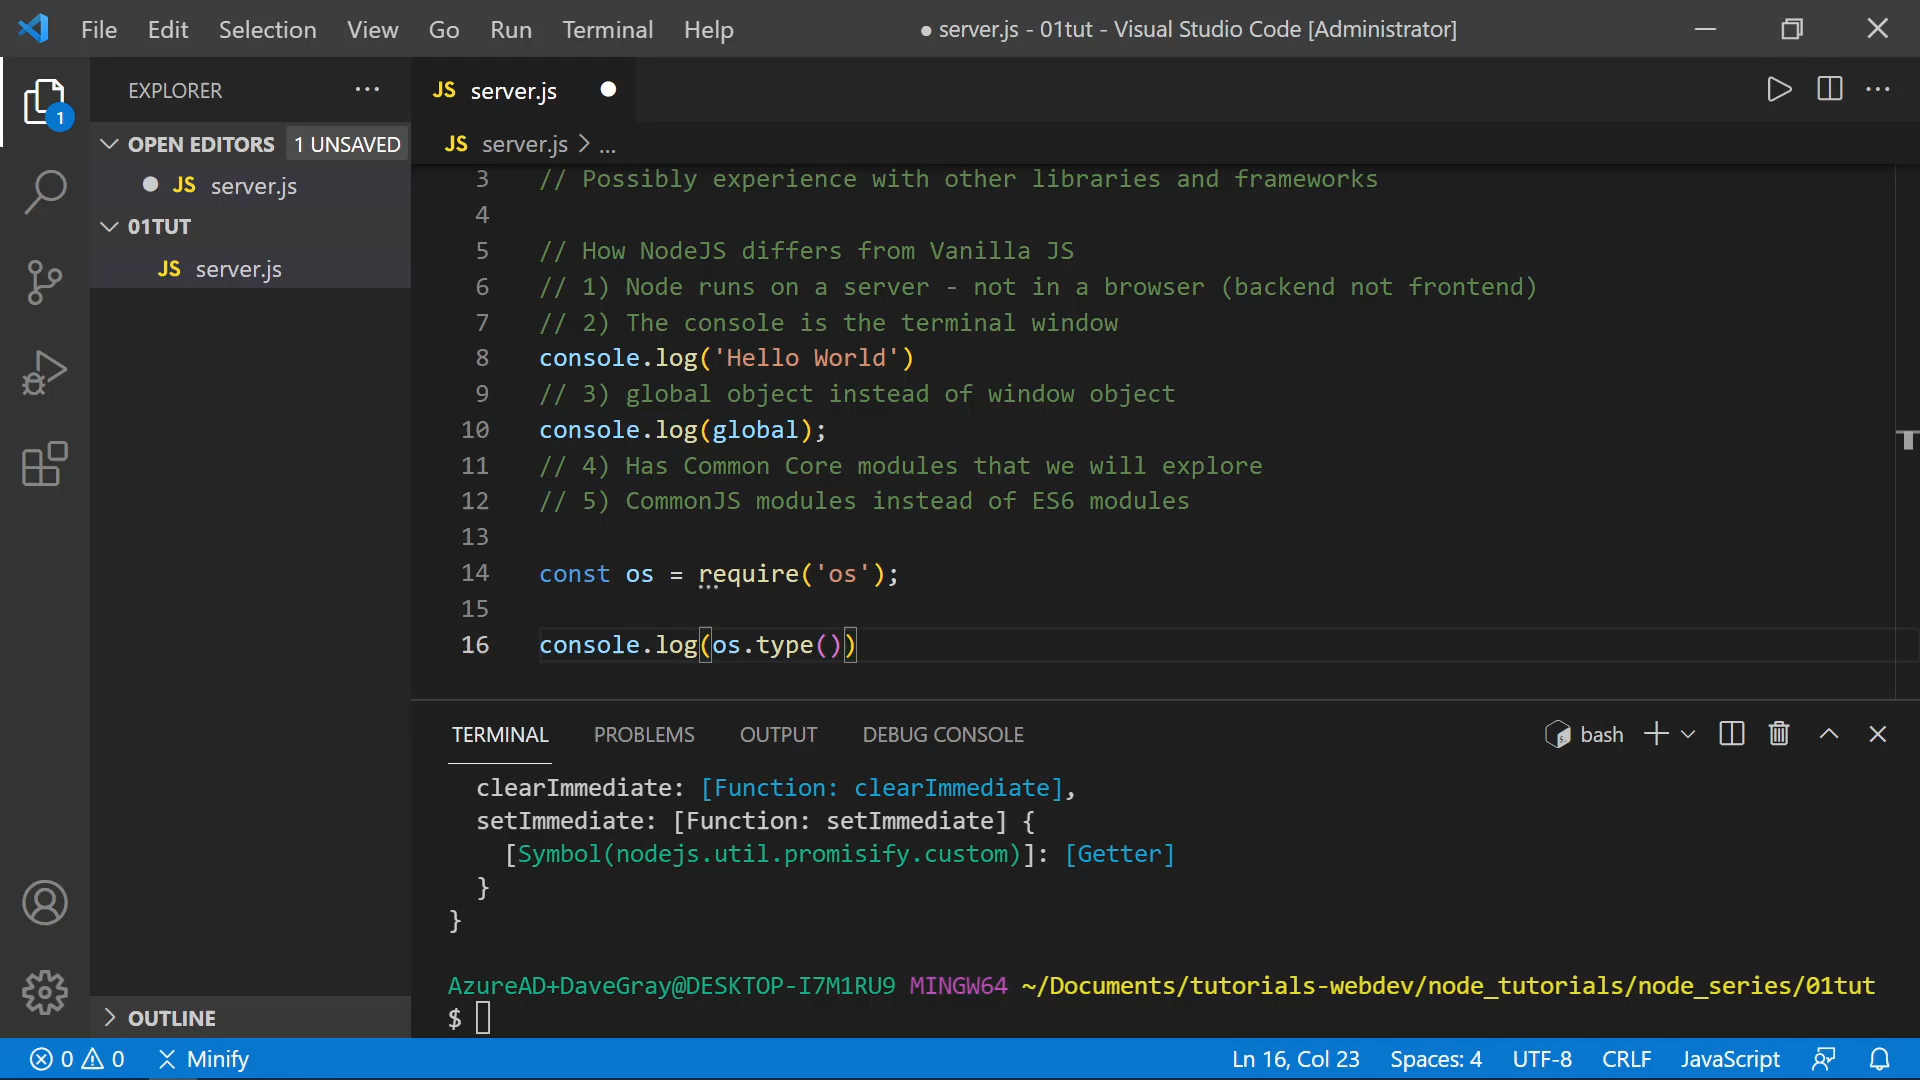 File Edit Selection View Go Run Terminal Help
● server.js - 01tut - Visual Studio Code [Administrator]
1
EXPLORER ...
OPEN EDITORS 1 UNSAVED
JS server.js
01TUT
JS server.js
OUTLINE
JS server.js
JS server.js > ...
3 // Possibly experience with other libraries and frameworks
4
5 // How NodeJS differs from Vanilla JS
6 // 1) Node runs on a server - not in a browser (backend not frontend)
7 // 2) The console is the terminal window
8 console.log('Hello World')
9 // 3) global object instead of window object
10 console.log(global);
11 // 4) Has Common Core modules that we will explore
12 // 5) CommonJS modules instead of ES6 modules
13
14 const os = require('os');
15
16 console.log(os.type())
TERMINAL PROBLEMS OUTPUT DEBUG CONSOLE
bash
clearImmediate: [Function: clearImmediate],
setImmediate: [Function: setImmediate] {
[Symbol(nodejs.util.promisify.custom)]: [Getter]
}
}
AzureAD+DaveGray@DESKTOP-I7M1RU9 MINGW64 ~/Documents/tutorials-webdev/node_tutorials/node_series/01tut
$
0 0 Minify
Ln 16, Col 23 Spaces: 4 UTF-8 CRLF JavaScript